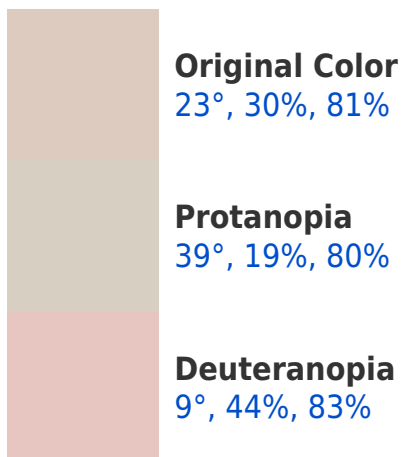 Original Color
23°, 30%, 81%
Protanopia
39°, 19%, 80%
Deuteranopia
9°, 44%, 83%